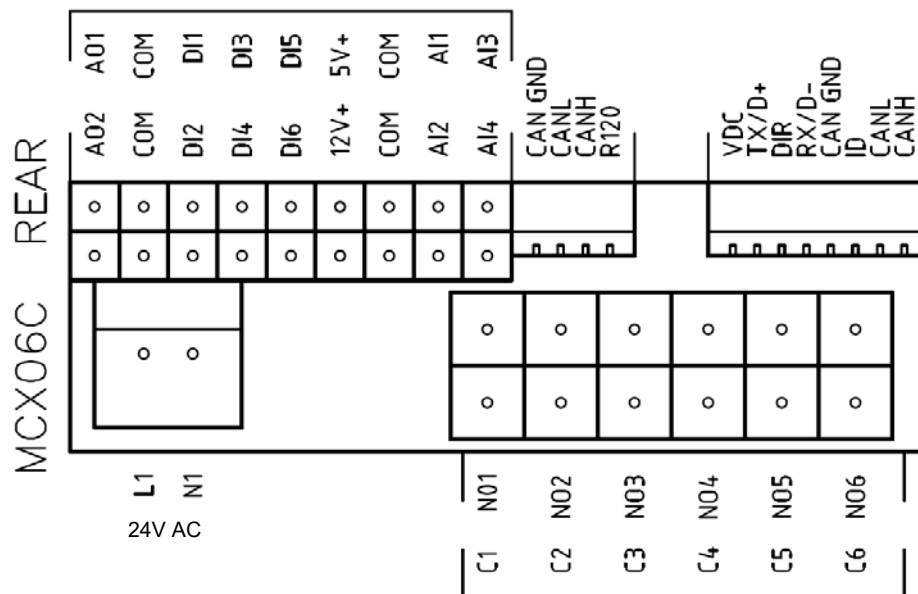 AO1 COM DI1 DI3 DI5 5V+ COM AI1 AI3
AO2 COM DI2 DI4 DI6 12V+ COM AI2 AI4
CAN GND
CANL
CANH
R120
VDC
TX/D+
DIR
RX/D-
CAN GND
ID
CANL
CANH
MCX06C REAR
L1 N1
24V AC
NO1 NO2 NO3 NO4 NO5 NO6
C1 C2 C3 C4 C5 C6